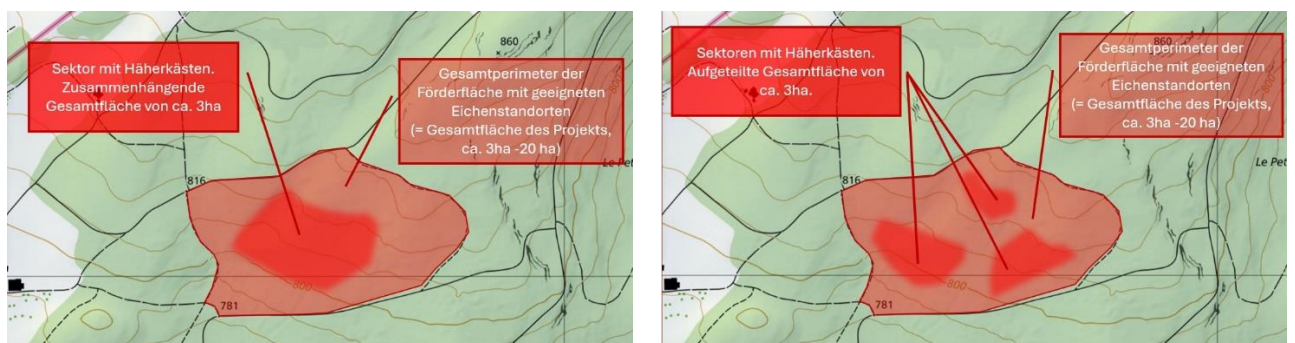 Sektor mit Häherkästen.
Zusammenhängende
Gesamtfläche von ca. 3ha
860
Gesamtperimeter der
Förderfläche mit geeigneten
Eichenstandorten
(= Gesamtfläche des Projekts,
ca. 3ha -20 ha)
800
Le Pet
816
781
800
Sektoren mit Häherkästen.
Aufgeteilte Gesamtfläche von
ca. 3ha.
Gesamtperimeter der
Förderfläche mit geeigneten
Eichenstandorten
(= Gesamtfläche des Projekts,
ca. 3ha -20 ha)
Le Pet
816
781
800